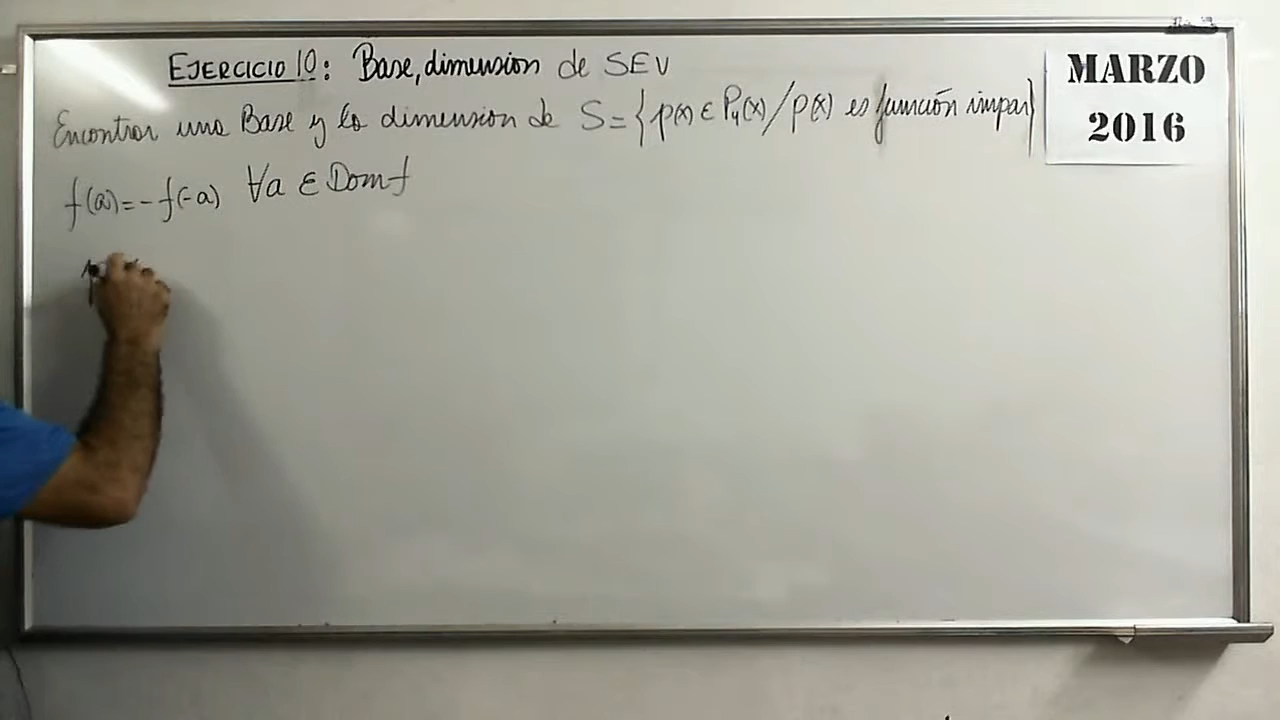 EJERCICIO 10: Base, dimension de SEV
Encontrar una Base y la dimension de S = { p(x) ∈ P₄(x) / p(x) es función impar}
f(a) = - f(-a) ∀a ∈ Dom f
p
MARZO
2016